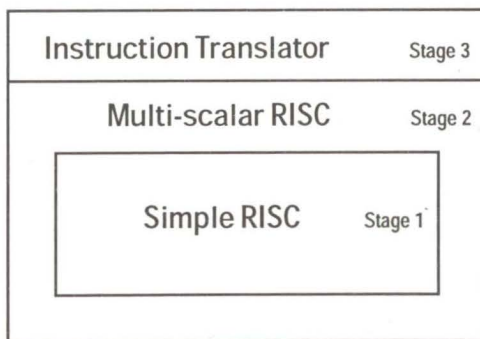 Instruction Translator Stage 3
Multi-scalar RISC Stage 2
Simple RISC Stage 1